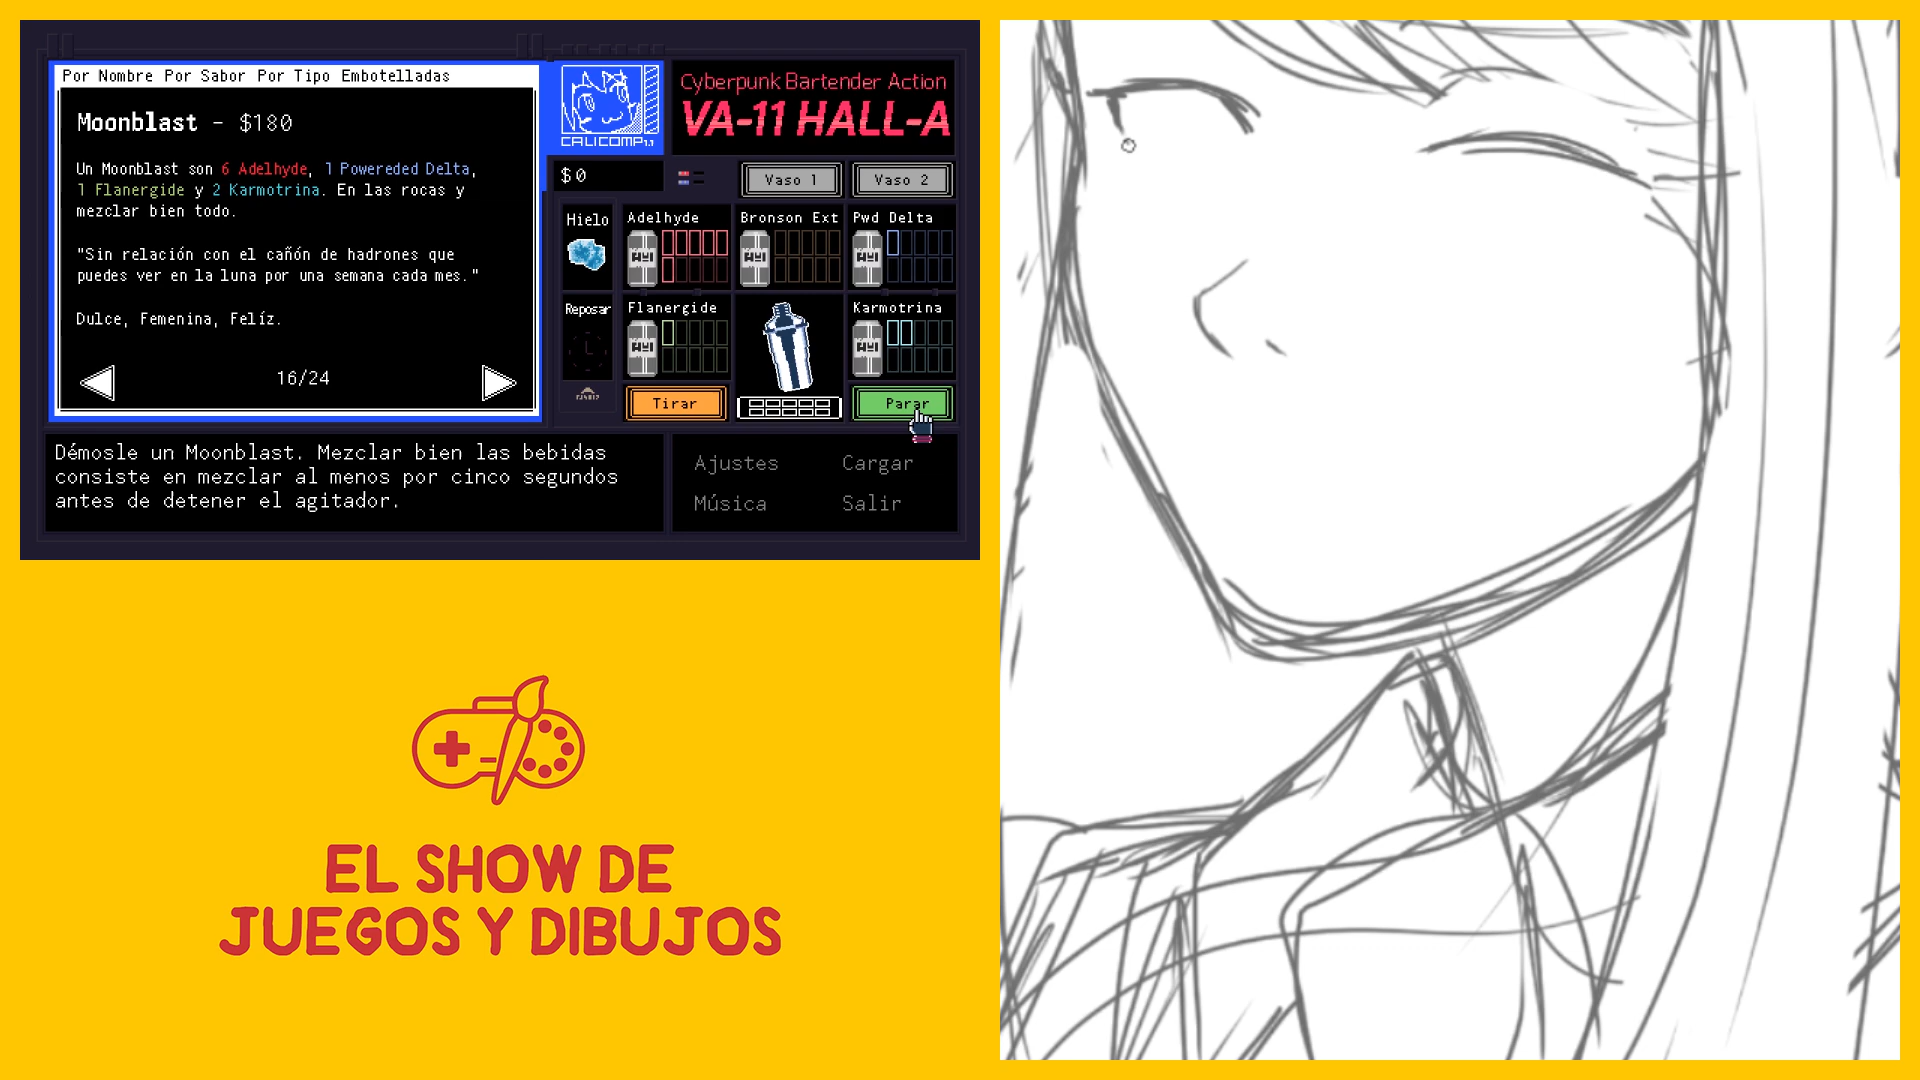 Por Nombre Por Sabor Por Tipo Embotelladas
Moonblast - $180
Un Moonblast son 6 Adelhyde, 1 Powereded Delta,
1 Flanergide y 2 Karmotrina. En las rocas y
mezclar bien todo.
"Sin relación con el cañón de hadrones que
puedes ver en la luna por una semana cada mes."
Dulce, Femenina, Felíz.
16/24
CALICOMP1.1
Cyberpunk Bartender Action
VA-11 HALL-A
$0
Vaso 1
Vaso 2
Hielo
Adelhyde
Bronson Ext
Pwd Delta
Reposar
Flanergide
Karmotrina
Tirar
Parar
Démosle un Moonblast. Mezclar bien las bebidas
consiste en mezclar al menos por cinco segundos
antes de detener el agitador.
Ajustes
Cargar
Música
Salir
EL SHOW DE
JUEGOS Y DIBUJOS